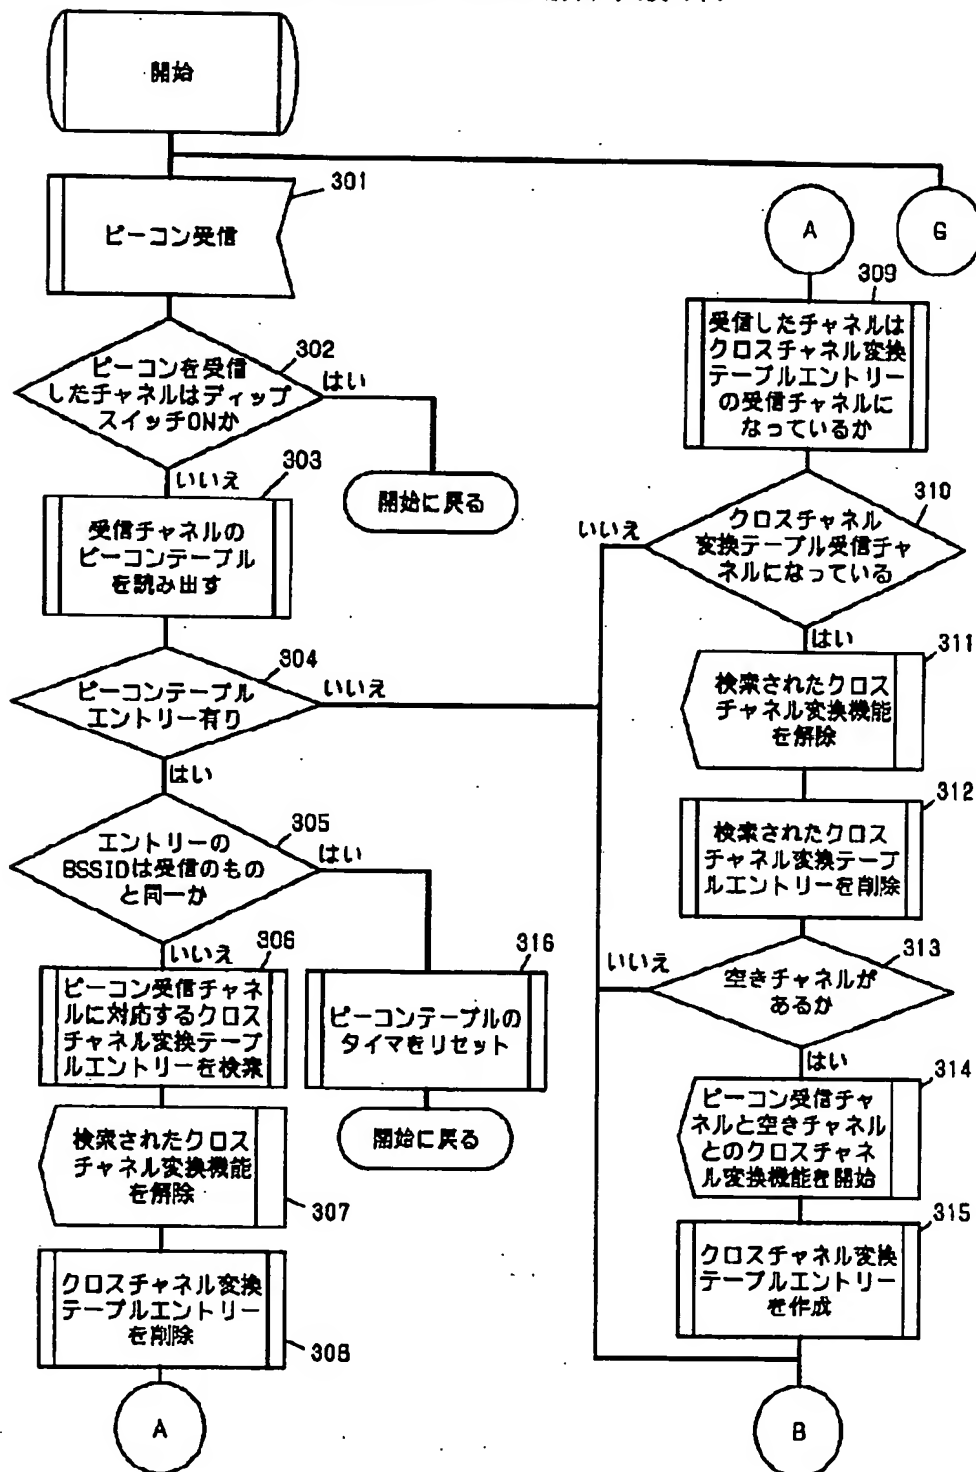 開始
301
ビーコン受信
302
ビーコンを受信
したチャネルはディップ
スイッチONか
はい
開始に戻る
いいえ
303
受信チャネルの
ビーコンテーブル
を読み出す
304
ビーコンテーブル
エントリー有り
いいえ
はい
305
エントリーの
BSSIDは受信のもの
と同一か
はい
いいえ
306
ビーコン受信チャネ
ルに対応するクロス
チャネル変換テーブ
ルエントリーを検索
316
ビーコンテーブルの
タイマをリセット
開始に戻る
検索されたクロス
チャネル変換機能
を解除
307
クロスチャネル変換
テーブルエントリー
を削除
308
A
A
G
309
受信したチャネルは
クロスチャネル変換
テーブルエントリー
の受信チャネルに
なっているか
310
クロスチャネル
変換テーブル受信チャ
ネルになっている
いいえ
はい
311
検索されたクロス
チャネル変換機能
を解除
312
検索されたクロス
チャネル変換テーブ
ルエントリーを削除
313
空きチャネルが
あるか
いいえ
はい
314
ビーコン受信チャ
ネルと空きチャネル
とのクロスチャネ
ル変換機能を開始
315
クロスチャネル変換
テーブルエントリー
を作成
B